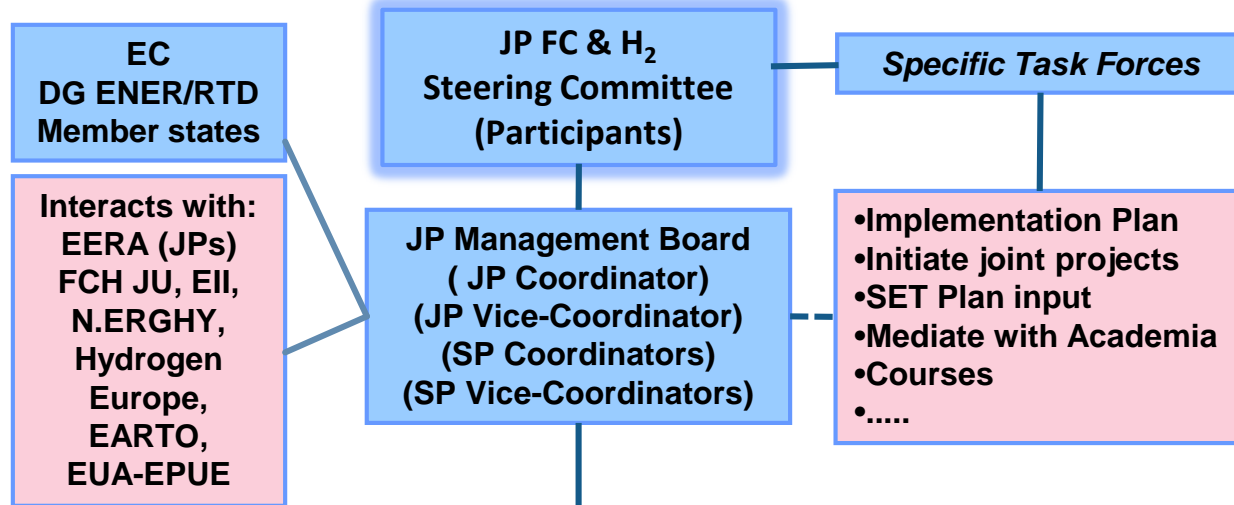 EC
DG ENER/RTD
Member states
JP FC & H₂
Steering Committee
(Participants)
Specific Task Forces
Interacts with:
EERA (JPs)
FCH JU, EII,
N.ERGHY,
Hydrogen
Europe,
EARTO,
EUA-EPUE
JP Management Board
( JP Coordinator)
(JP Vice-Coordinator)
(SP Coordinators)
(SP Vice-Coordinators)
•Implementation Plan
•Initiate joint projects
•SET Plan input
•Mediate with Academia
•Courses
•.....